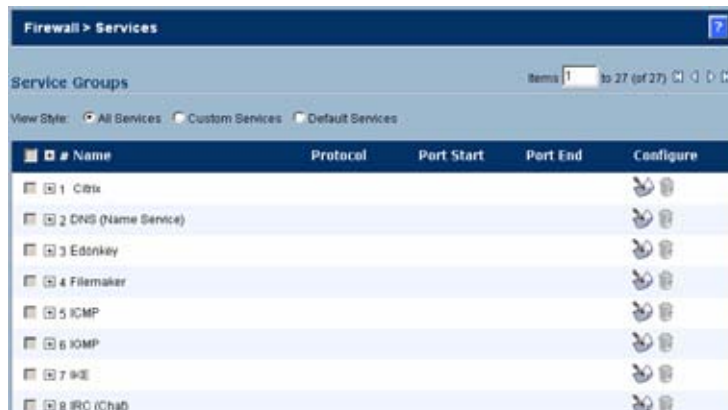 Firewall > Services
?
Service Groups
Items 1 to 27 (of 27)
View Style: All Services Custom Services Default Services
# Name Protocol Port Start Port End Configure
1 Citrix
2 DNS (Name Service)
3 Edonkey
4 Filemaker
5 ICMP
6 IGMP
7 IKE
8 IRC (Chat)